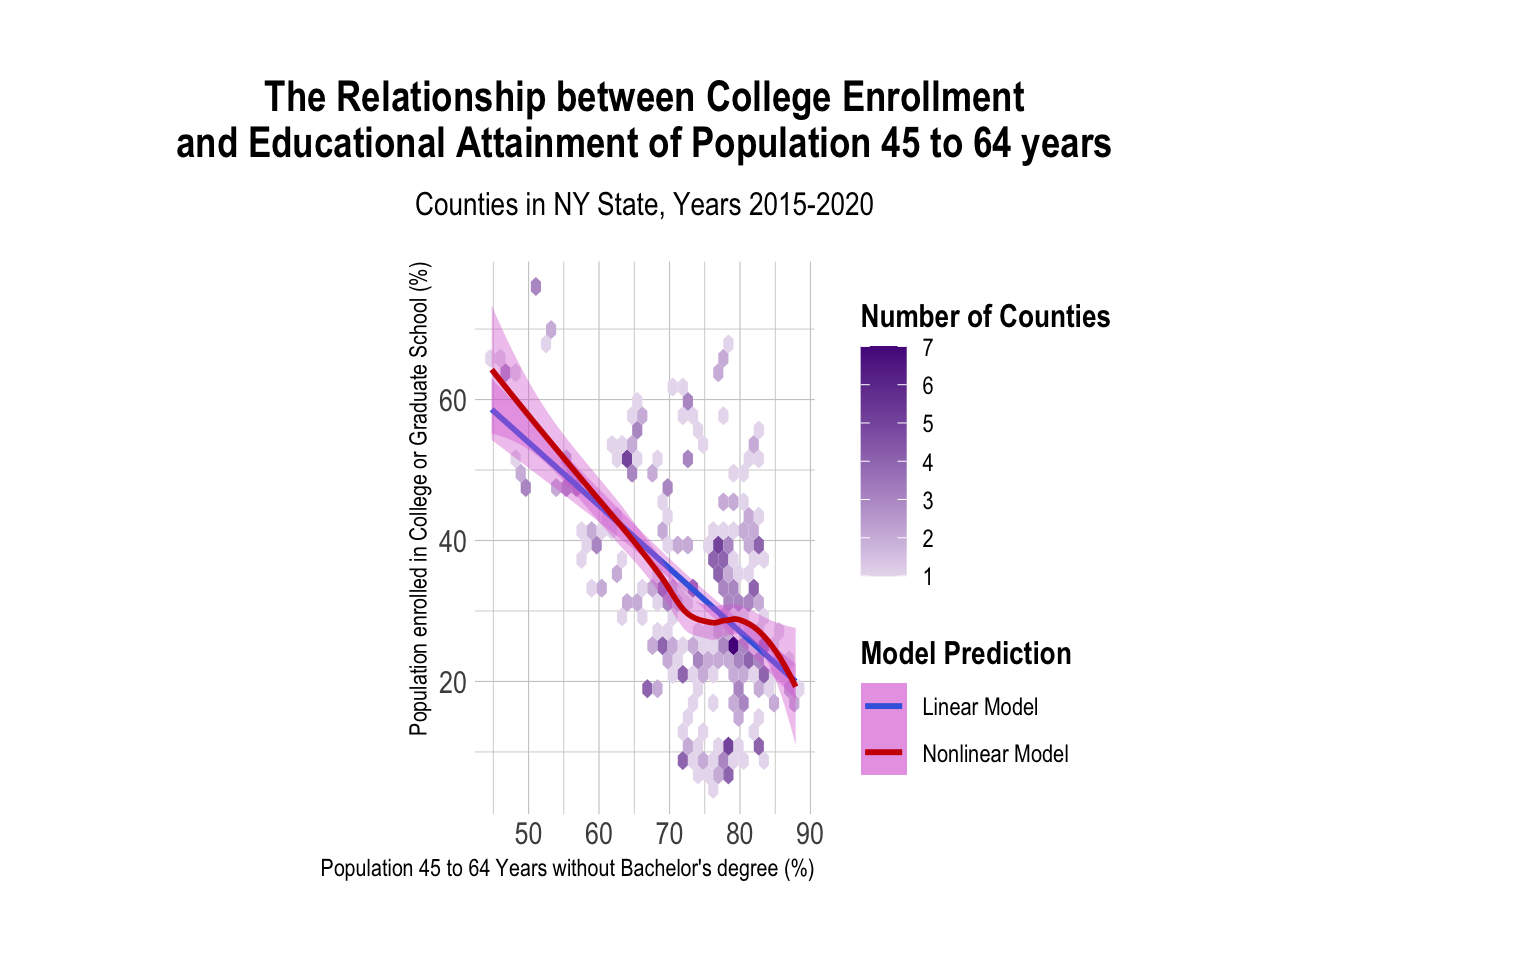 The Relationship between College Enrollment
and Educational Attainment of Population 45 to 64 years
Counties in NY State, Years 2015-2020
Population enrolled in College or Graduate School (%)
60
40
20
50 60 70 80 90
Population 45 to 64 Years without Bachelor's degree (%)
Number of Counties
7
6
5
4
3
2
1
Model Prediction
Linear Model
Nonlinear Model